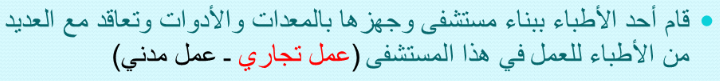 • قام أحد الأطباء ببناء مستشفى وجهزها بالمعدات والأدوات وتعاقد مع العديد
من الأطباء للعمل في هذا المستشفى (عمل تجاري - عمل مدني)